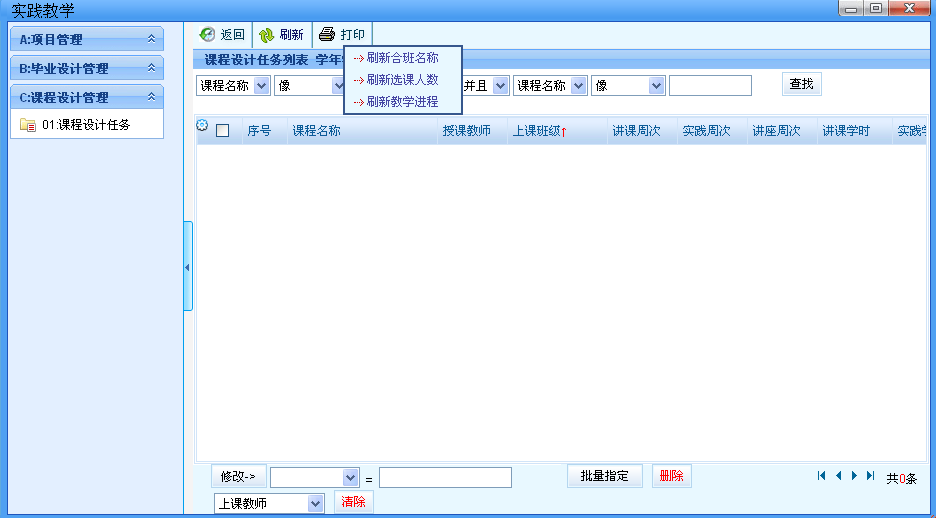 实践教学
A:项目管理
B:毕业设计管理
C:课程设计管理
01:课程设计任务
返回 刷新 打印
刷新合班名称
刷新选课人数
刷新教学进程
课程设计任务列表 学年
课程名称 像 并且 课程名称 像 查找
序号 课程名称 授课教师 上课班级↑ 讲课周次 实践周次 讲座周次 讲课学时 实践
修改-> = 批量指定 删除 共0条
上课教师 清除